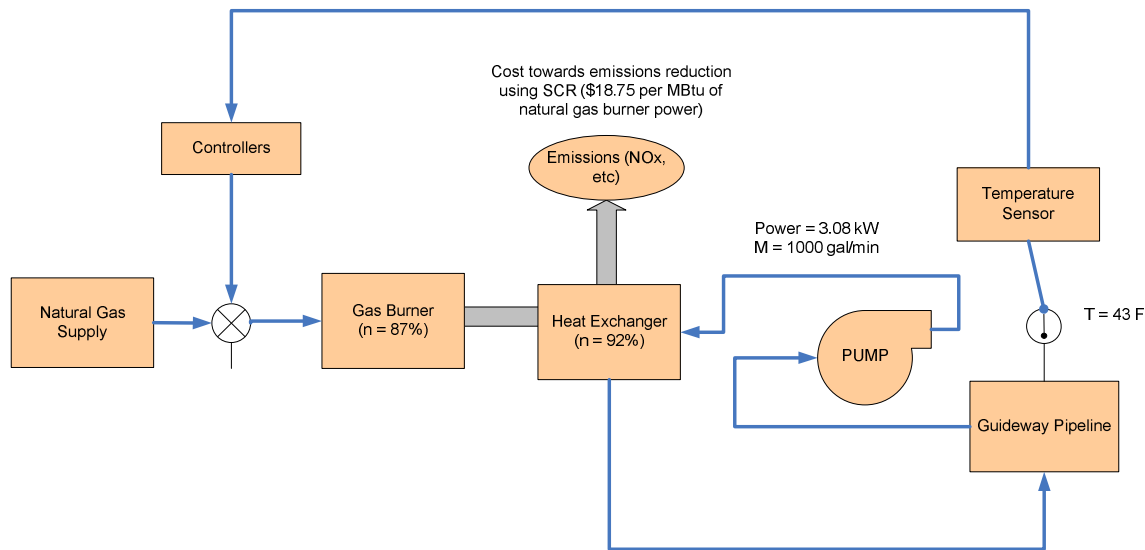 Cost towards emissions reduction
using SCR ($18.75 per MBtu of
natural gas burner power)
Controllers
Emissions (NOx,
etc)
Temperature
Sensor
Power = 3.08 kW
M = 1000 gal/min
Natural Gas
Supply
Gas Burner
(n = 87%)
Heat Exchanger
(n = 92%)
T = 43 F
PUMP
Guideway Pipeline